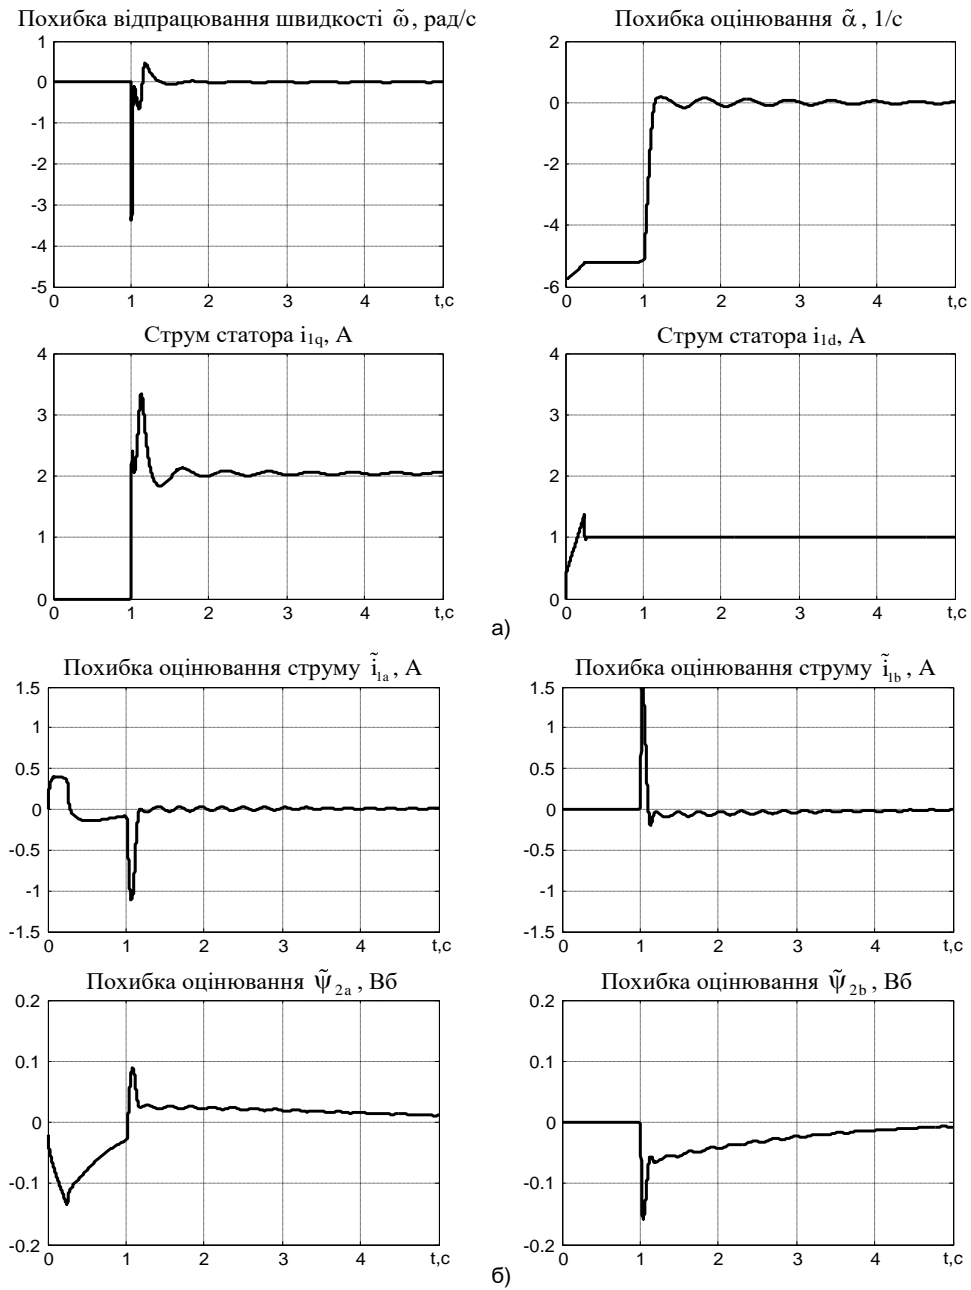 Похибка відпрацювання швидкості ω̃, рад/с
1
0
-1
-2
-3
-4
-5
0 1 2 3 4 t,c
Похибка оцінювання α̃, 1/с
2
0
-2
-4
-6
0 1 2 3 4 t,c
Струм статора i1q, А
4
3
2
1
0
0 1 2 3 4 t,c
Струм статора i1d, А
4
3
2
1
0
0 1 2 3 4 t,c
а)
Похибка оцінювання струму ĩ1a, А
1.5
1
0.5
0
-0.5
-1
-1.5
0 1 2 3 4 t,c
Похибка оцінювання струму ĩ1b, А
1.5
1
0.5
0
-0.5
-1
-1.5
0 1 2 3 4 t,c
Похибка оцінювання ψ̃2a, Вб
0.2
0.1
0
-0.1
-0.2
0 1 2 3 4 t,c
Похибка оцінювання ψ̃2b, Вб
0.2
0.1
0
-0.1
-0.2
0 1 2 3 4 t,c
б)